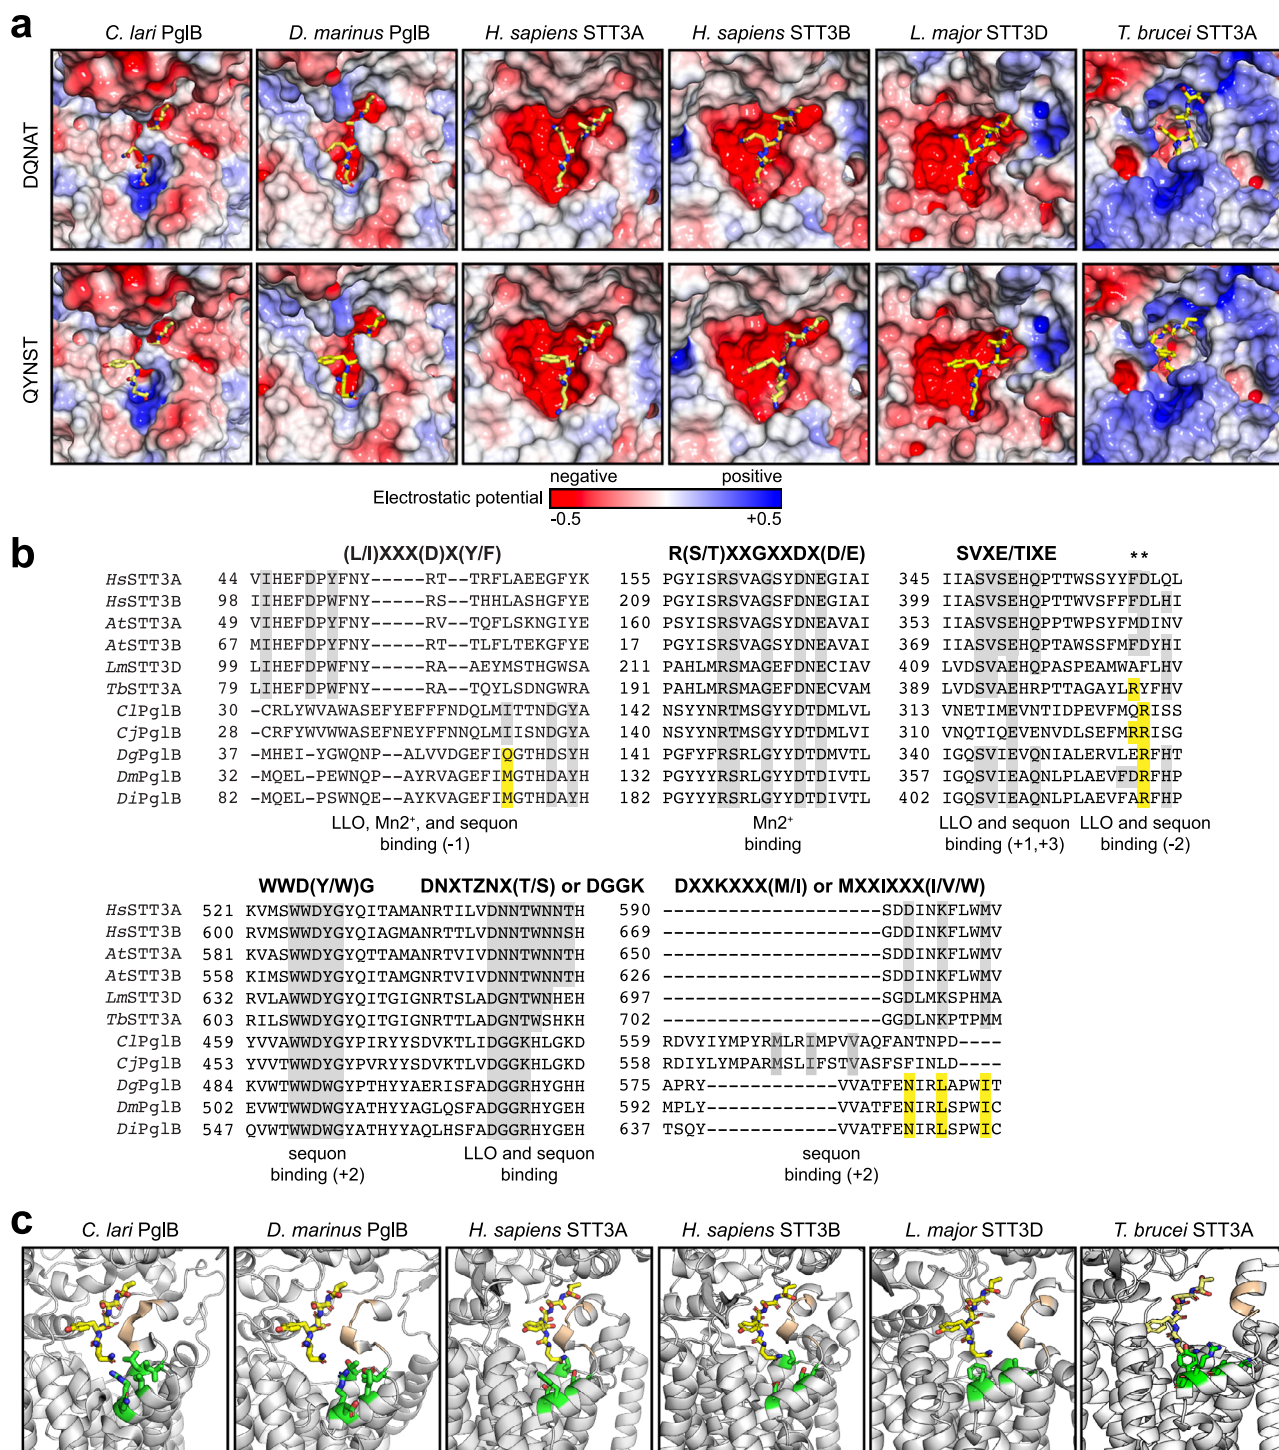 a
C. lari PglB D. marinus PglB H. sapiens STT3A H. sapiens STT3B L. major STT3D T. brucei STT3A
DQNAT
QYNST
negative positive
Electrostatic potential
-0.5 +0.5
b
(L/I)XXX(D)X(Y/F) R(S/T)XXGXXDX(D/E) SVXE/TIXE **
HsSTT3A 44 VIHEFDPYFNY-----RT--TRFLAEEGFYK 155 PGYISRSVAGSYDNEGIAI 345 IIASVSEHQPTTWSSYYFDLQL
HsSTT3B 98 IIHEFDPWFNY-----RS--THHLASHGFYE 209 PGYISRSVAGSFDNEGIAI 399 IIASVSEHQPTTWVSFFFDLHI
AtSTT3A 49 VIHEFDPYFNY-----RV--TQFLSKNGIYE 160 PSYISRSVAGSYDNEAVAI 353 IIASVSEHQPPTWPSYFMDINV
AtSTT3B 67 MIHEFDPYFNY-----RT--TLFLTEKGFYE 17 PGYISRSVAGSYDNEAVAI 369 IIASVSEHQPTAWSSFMFDYHI
LmSTT3D 99 LIHEFDPWFNY-----RA--AEYMSTHGWSA 211 PAHLMRSMAGEFDNECIAV 409 LVDSVAEHQPASPEAMWAFLHV
TbSTT3A 79 LIHEFDPWFNY-----RA--TQYLSDNGWRA 191 PAHLMRSMAGEFDNECVAM 389 LVDSVAEHRPTTAGAYLRYFHV
ClPglB 30 -CRLYWVAWASEFYEFFFNDQLMITTNDGYA 142 NSYYNRTMSGYYDTDMLVI 313 VNETIMEVNTIDPEVFMQRISS
CjPglB 28 -CRFYWVWWASEFNEYFFNNQLMIISNDGYA 140 NSYYNRTMSGYYDTDMLVI 310 VNQTIQEVENVDLSEFMRRISG
DgPglB 37 -MHEI-YGWQNP--ALVVDGEFIQGTHDSYH 141 PGFYFRSRLGYYDTDMVTL 340 IGQSVIEVQNIALERVLERFHT
DmPglB 32 -MQELPEWNQP---AYRVAGEFIMGTHDAYH 132 PGYYYRSRLGYYDTDMVTL 357 IGQSVIEAQNLPLAEVFDRFHP
DiPglB 82 -MQEL-PSWNQE--AYKVAGEFIMGTHDAYH 182 PGYYYRSRLGYYDTDIVTL 402 IGQSVIEAQNLPLAEVFARFHP
LLO, Mn2⁺, and sequon Mn2⁺ LLO and sequon LLO and sequon
binding (-1) binding binding (+1,+3) binding (-2)
WWD(Y/W)G DNXTZNX(T/S) or DGGK DXXKXXX(M/I) or MXXIXXX(I/V/W)
HsSTT3A 521 KVMSWWDYGYQITAMANRTILVDNNTWNNTH 590 --------------------SDDINKFLWMV
HsSTT3B 600 RVMSWWDYGYQIAGMANRTTLVDNNTWNNSH 669 --------------------GDDINKFLWMV
AtSTT3A 581 KVASWWDYGYQTTAMANRTVIVDNNTWNNTH 650 --------------------SDDINKFLWMV
AtSTT3B 558 KIMSWWDYGYQITAMGNRTVIVDNNTWNNTH 626 --------------------SDDINKFLWMV
LmSTT3D 632 RVLAWWDYGYQITGIGNRTSLADGNTWNHEH 697 --------------------SGDLMKSPHMA
TbSTT3A 603 RILSWWDYGYQITGIGNRTTLADGNTWSHKH 702 --------------------GGDLNKPTPMM
ClPglB 459 YVVAWWDYGYPIRYYSDVKTLIDGGKHLGKD 559 RDVYIYMPYRMLRIMPVVAQFANTNPD----
CjPglB 453 YVVTWWDYGYPVRYYSDVKTLVDGGKHLGKD 558 RDIYLYMPARMSLIFSTVASFSFINLD----
DgPglB 484 KVWTWWDWGYPTHYYAERISFADGGRHYGHH 575 APRY------------VVATFENIRLAPWIT
DmPglB 502 EVWTWWDWGYATHYYAGLQSFADGGRHYGEH 592 MPLY------------VVATFENIRLSPWIC
DiPglB 547 QVWTWWDWGYATHYYAQLHSFADGGRHYGEH 637 TSQY------------VVATFENIRLSPWIC
sequon LLO and sequon sequon
binding (+2) binding binding (+2)
c
C. lari PglB D. marinus PglB H. sapiens STT3A H. sapiens STT3B L. major STT3D T. brucei STT3A